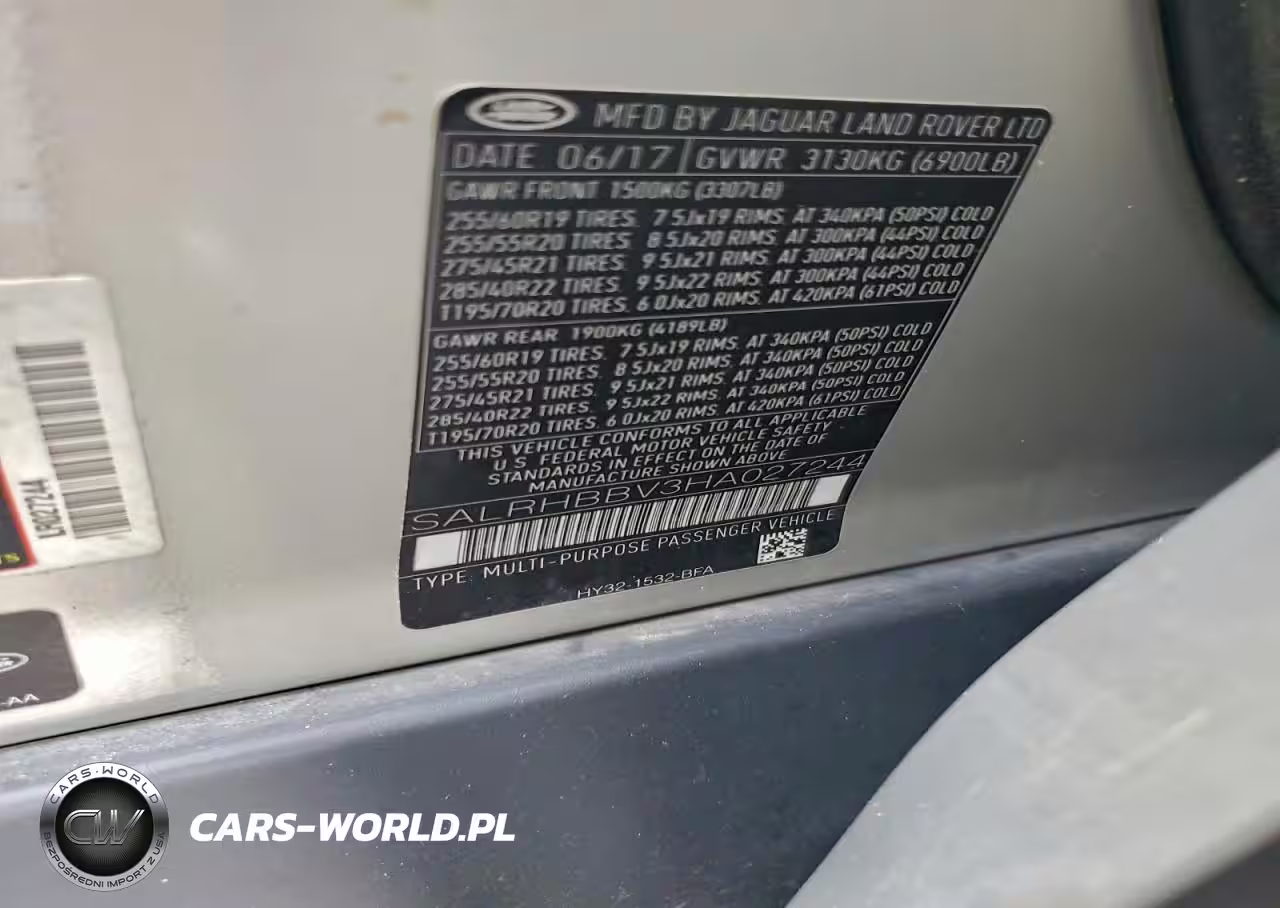 MFD BY JAGUAR LAND ROVER LTD
DATE 06/17 GVWR 3130KG (6900LB)
GAWR FRONT 1500KG (3307LB)
255/60R19 TIRES. 7 5Jx19 RIMS. AT 340KPA (50PSI) COLD
255/55R20 TIRES. 8 5Jx20 RIMS. AT 300KPA (44PSI) COLD
275/45R21 TIRES. 9 5Jx21 RIMS. AT 300KPA (44PSI) COLD
285/40R22 TIRES. 9 5Jx22 RIMS. AT 300KPA (44PSI) COLD
T195/70R20 TIRES. 6 0Jx20 RIMS. AT 420KPA (61PSI) COLD
GAWR REAR 1900KG (4189LB)
255/60R19 TIRES. 7 5Jx19 RIMS. AT 340KPA (50PSI) COLD
255/55R20 TIRES. 8 5Jx20 RIMS. AT 340KPA (50PSI) COLD
275/45R21 TIRES. 9 5Jx21 RIMS. AT 340KPA (50PSI) COLD
285/40R22 TIRES. 9 5Jx22 RIMS. AT 340KPA (50PSI) COLD
T195/70R20 TIRES. 6 0Jx20 RIMS. AT 420KPA (61PSI) COLD
THIS VEHICLE CONFORMS TO ALL APPLICABLE
U S FEDERAL MOTOR VEHICLE SAFETY
STANDARDS IN EFFECT ON THE DATE OF
MANUFACTURE SHOWN ABOVE
SALRHBBV3HA027244
TYPE MULTI-PURPOSE PASSENGER VEHICLE
HY32-1532-BFA
-AA
CARS-WORLD
CW
BEZPOŚREDNI IMPORT Z USA
CARS-WORLD.PL